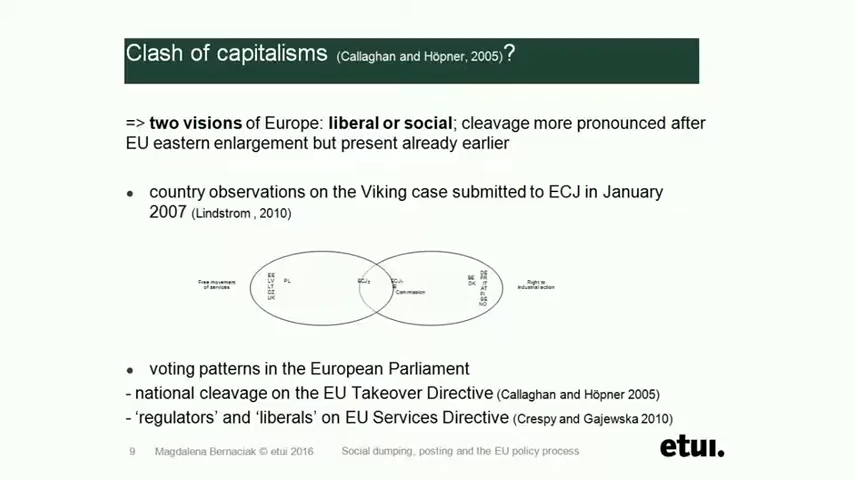 Clash of capitalisms (Callaghan and Höpner, 2005)?
=> two visions of Europe: liberal or social; cleavage more pronounced after
EU eastern enlargement but present already earlier
• country observations on the Viking case submitted to ECJ in January
2007 (Lindstrom , 2010)
Free movement
of services
EE
LV
LT
CZ
UK
PL
ECJ2
ECJ1
Commission
BE
DK
DE
FR
IT
AT
FI
SE
NO
Right to
industrial action
• voting patterns in the European Parliament
- national cleavage on the EU Takeover Directive (Callaghan and Höpner 2005)
- 'regulators' and 'liberals' on EU Services Directive (Crespy and Gajewska 2010)
9 Magdalena Bernaciak © etui 2016 Social dumping, posting and the EU policy process
etui.